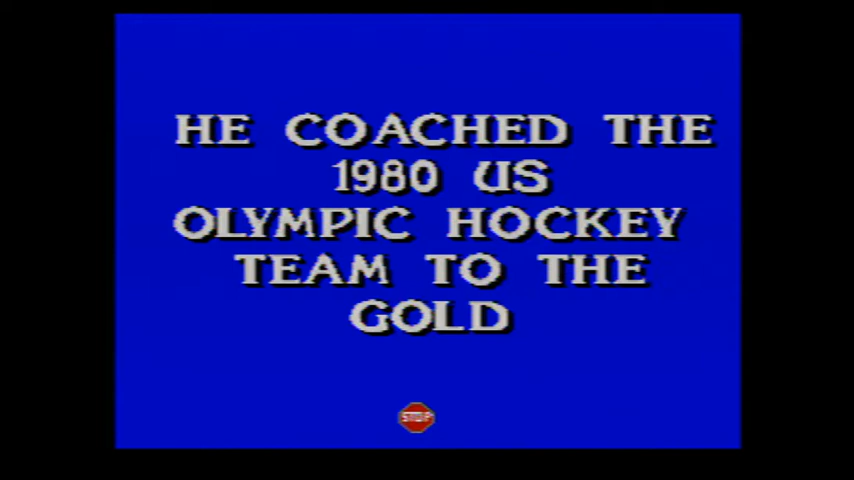 HE COACHED THE
1980 US
OLYMPIC HOCKEY
TEAM TO THE
GOLD
STOP